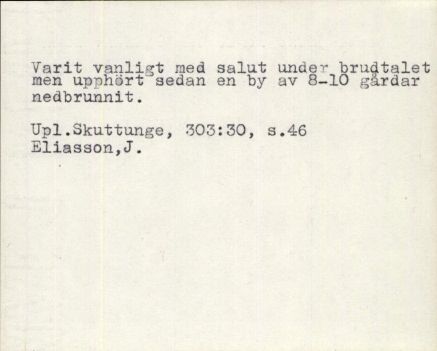 Varit vanligt med salut under brudtalet
men upphört sedan en by av 8-10 gårdar
nedbrunnit.
Upl.Skuttunge, 303:30, s.46
Eliasson,J.